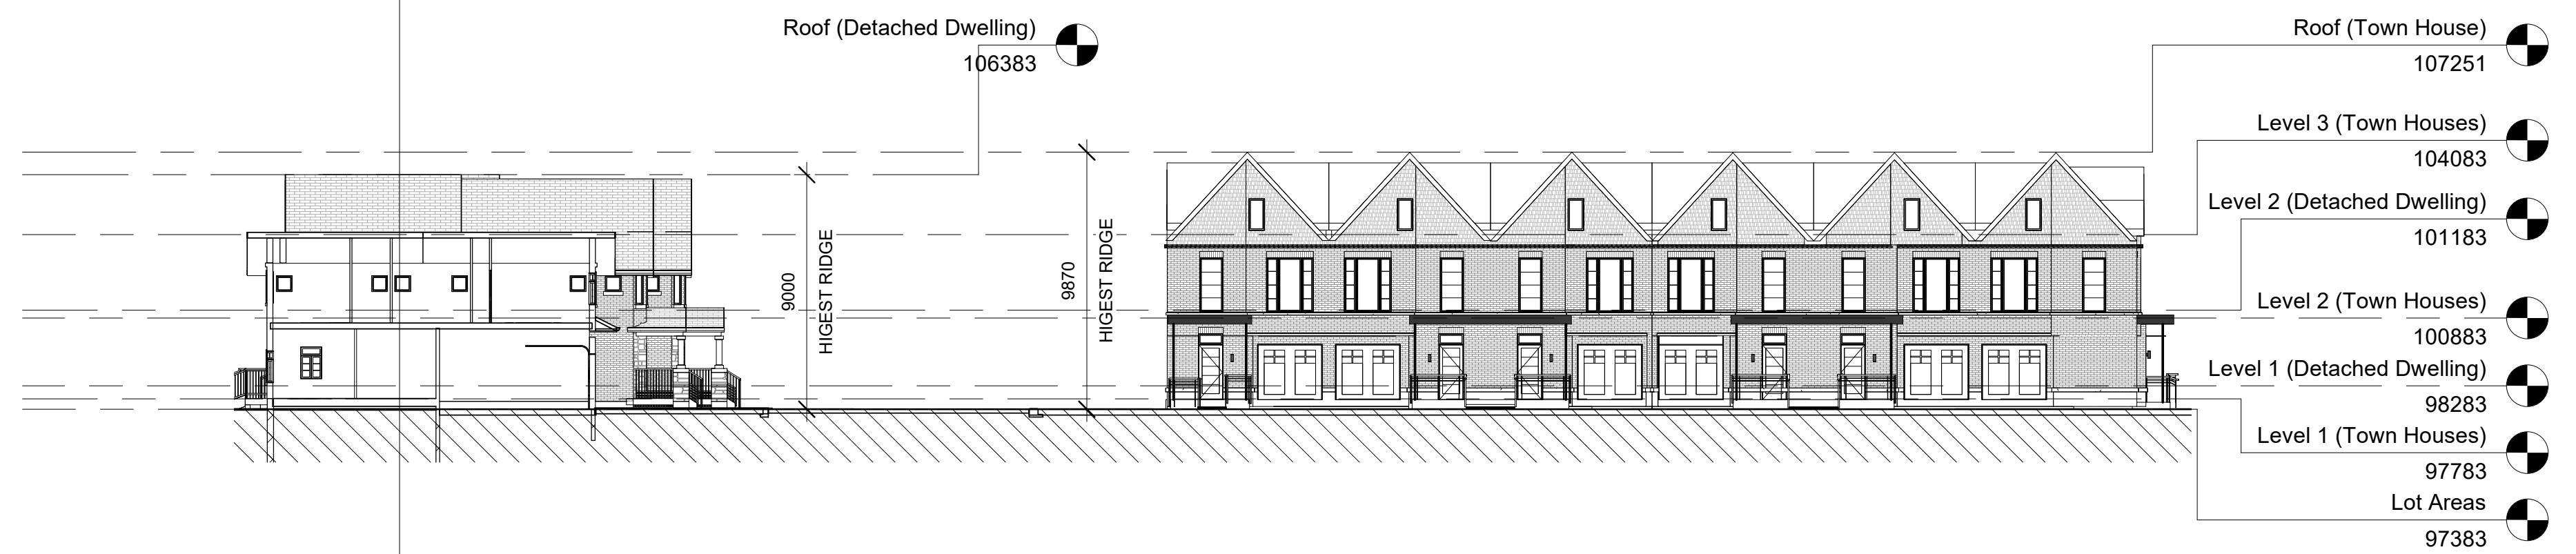 Roof (Detached Dwelling)
106383
Roof (Town House)
107251
Level 3 (Town Houses)
104083
Level 2 (Detached Dwelling)
101183
Level 2 (Town Houses)
100883
Level 1 (Detached Dwelling)
98283
Level 1 (Town Houses)
97783
Lot Areas
97383
9000
HIGEST RIDGE
9870
HIGEST RIDGE